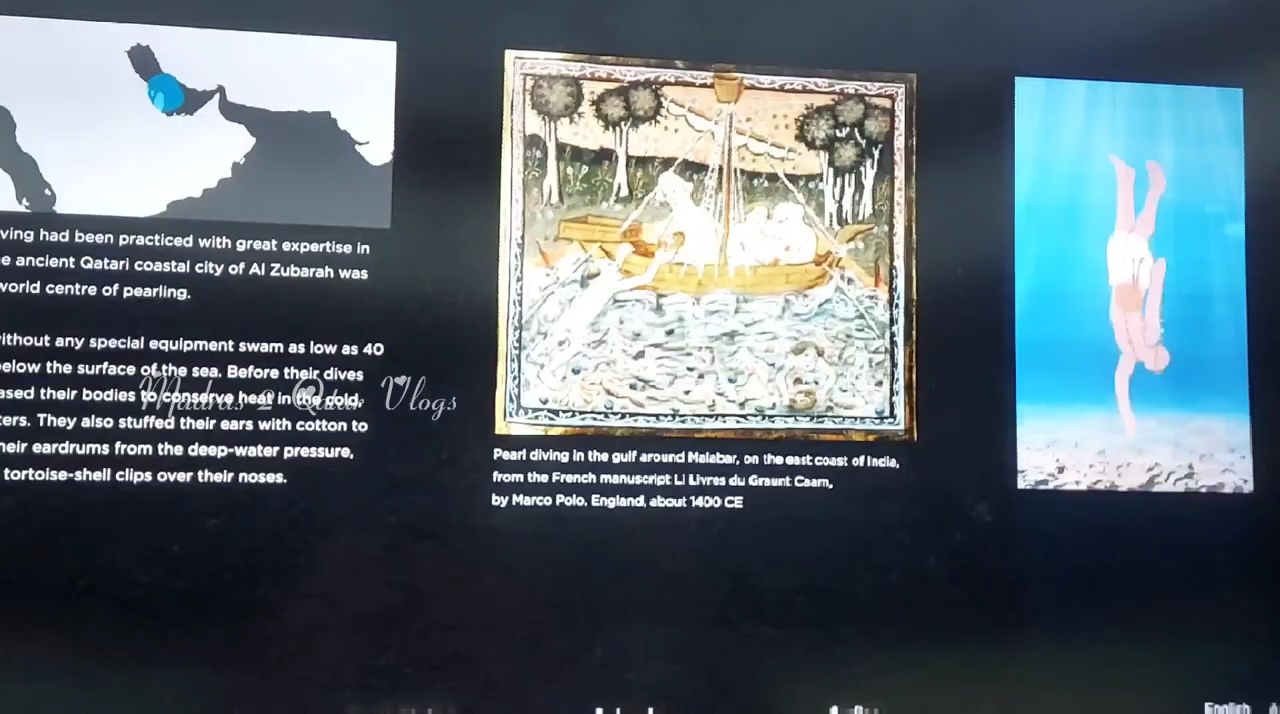 ving had been practiced with great expertise in
e ancient Qatari coastal city of Al Zubarah was
world centre of pearling.
ithout any special equipment swam as low as 40
elow the surface of the sea. Before their dives
ased their bodies to conserve heat in the cold,
ters. They also stuffed their ears with cotton to
heir eardrums from the deep-water pressure,
tortoise-shell clips over their noses.
Madras 2 Qatar Vlogs
Pearl diving in the gulf around Malabar, on the east coast of India,
from the French manuscript Li Livres du Graunt Caam,
by Marco Polo. England, about 1400 CE
English